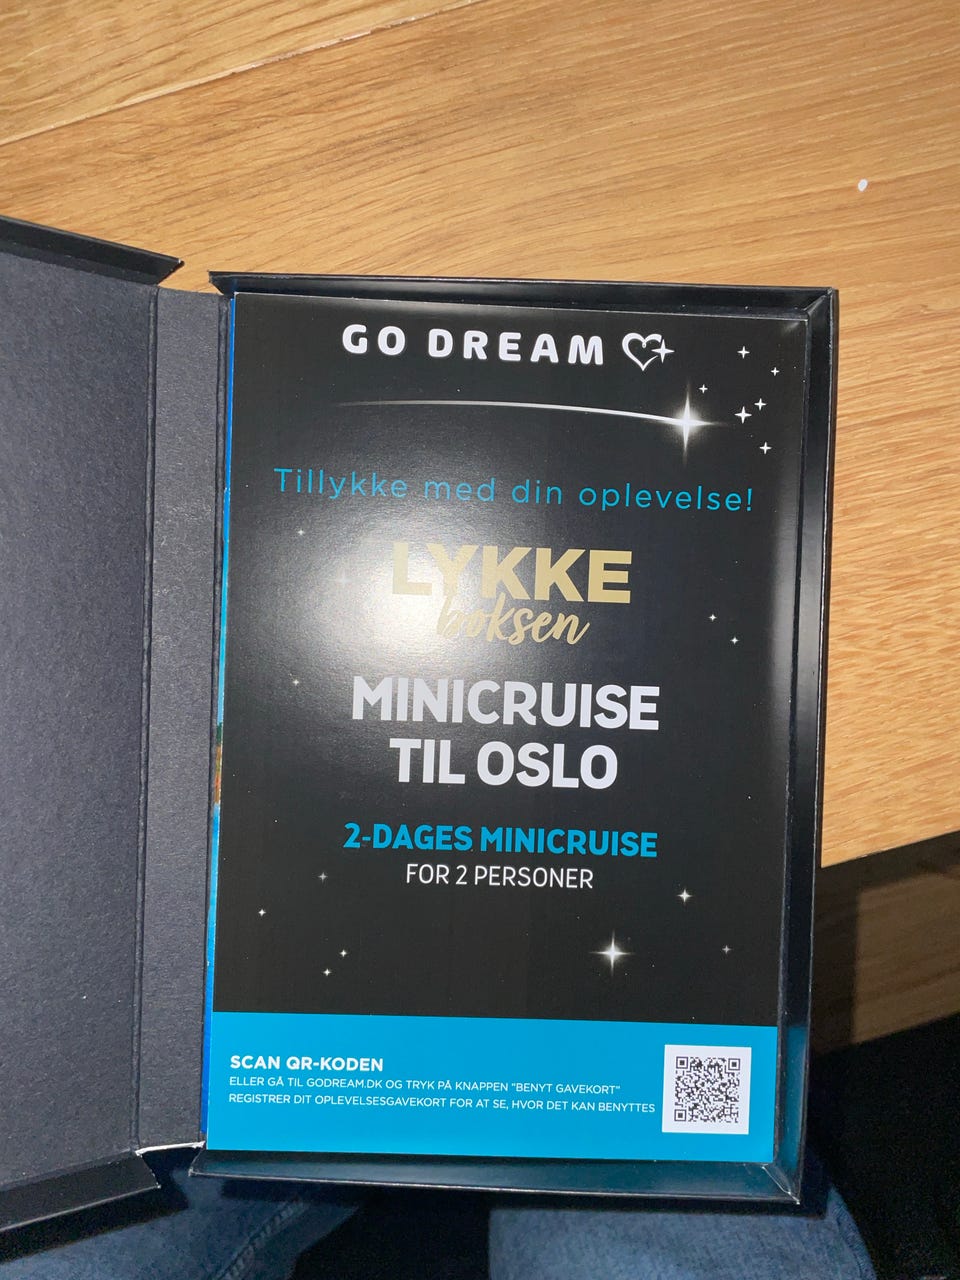 GO DREAM
Tillykke med din oplevelse!
LYKKE
boksen
MINICRUISE
TIL OSLO
2-DAGES MINICRUISE
FOR 2 PERSONER
SCAN QR-KODEN
ELLER GÅ TIL GODREAM.DK OG TRYK PÅ KNAPPEN "BENYT GAVEKORT"
REGISTRER DIT OPLEVELSESGAVEKORT FOR AT SE, HVOR DET KAN BENYTTES